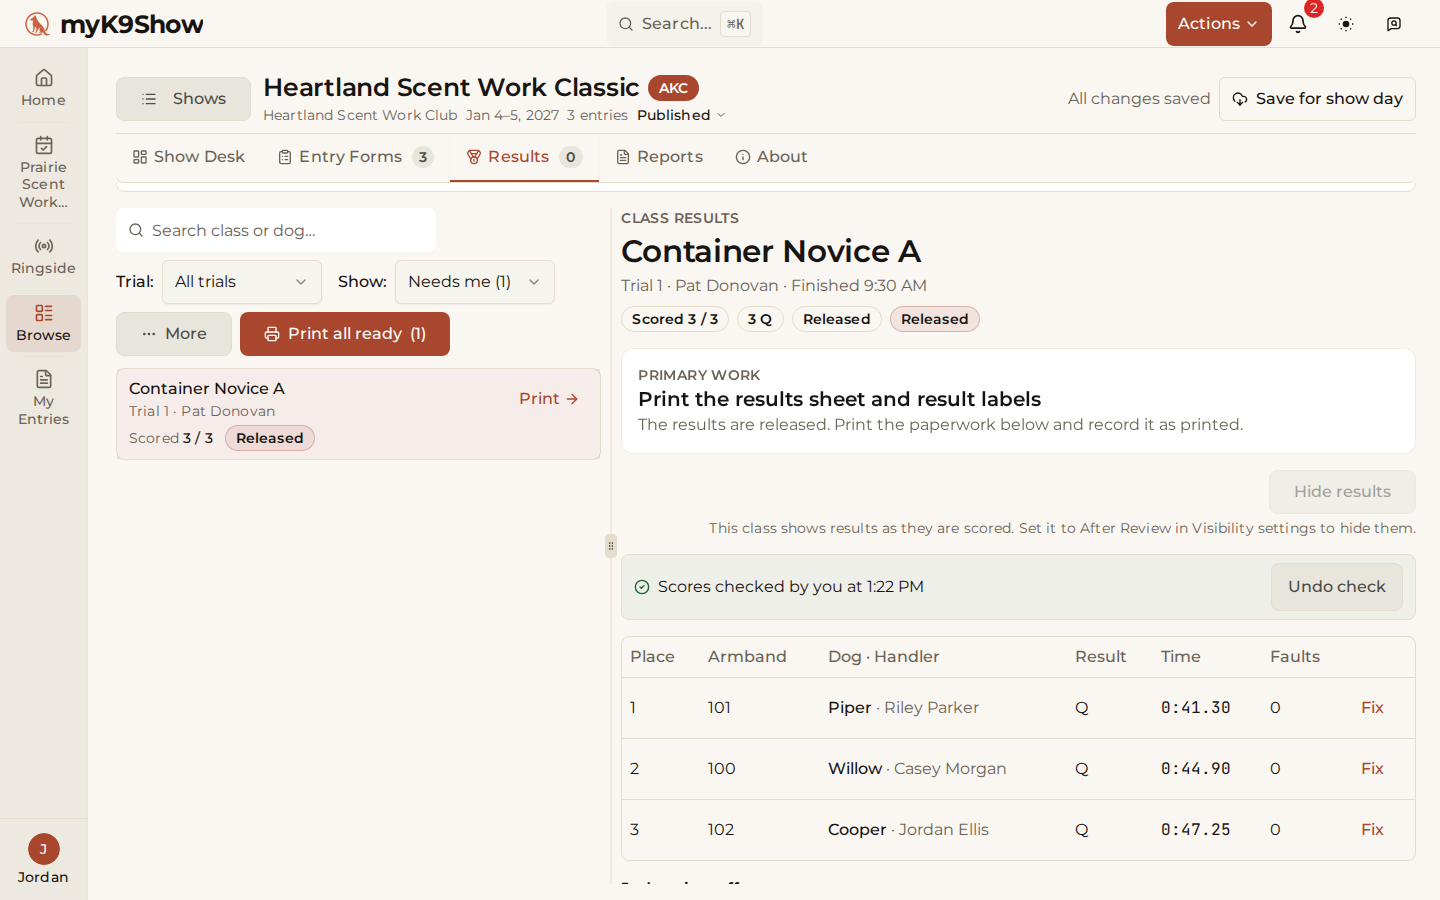 myK9Show
Search... ⌘K
Actions
2
Home
Prairie
Scent
Work...
Ringside
Browse
My
Entries
J
Jordan
Shows
Heartland Scent Work Classic AKC
Heartland Scent Work Club Jan 4–5, 2027 3 entries Published
All changes saved
Save for show day
Show Desk
Entry Forms 3
Results 0
Reports
About
Search class or dog...
Trial: All trials Show: Needs me (1)
More
Print all ready (1)
Container Novice A
Trial 1 · Pat Donovan
Scored 3 / 3 Released
Print →
CLASS RESULTS
Container Novice A
Trial 1 · Pat Donovan · Finished 9:30 AM
Scored 3 / 3 3 Q Released Released
PRIMARY WORK
Print the results sheet and result labels
The results are released. Print the paperwork below and record it as printed.
Hide results
This class shows results as they are scored. Set it to After Review in Visibility settings to hide them.
Scores checked by you at 1:22 PM
Undo check
Place Armband Dog · Handler Result Time Faults
1 101 Piper · Riley Parker Q 0:41.30 0 Fix
2 100 Willow · Casey Morgan Q 0:44.90 0 Fix
3 102 Cooper · Jordan Ellis Q 0:47.25 0 Fix